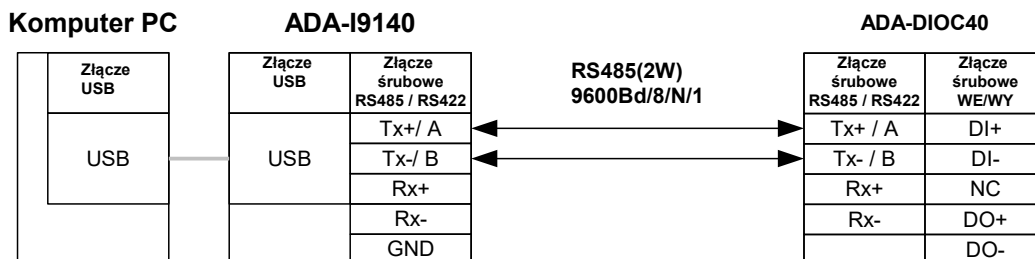 Komputer PC
ADA-I9140
ADA-DIOC40
Złącze
USB
Złącze
USB
Złącze
śrubowe
RS485 / RS422
RS485(2W)
9600Bd/8/N/1
Złącze
śrubowe
RS485 / RS422
Złącze
śrubowe
WE/WY
USB
USB
Tx+/ A
Tx-/ B
Rx+
Rx-
GND
Tx+ / A
DI+
Tx- / B
DI-
Rx+
NC
Rx-
DO+
DO-